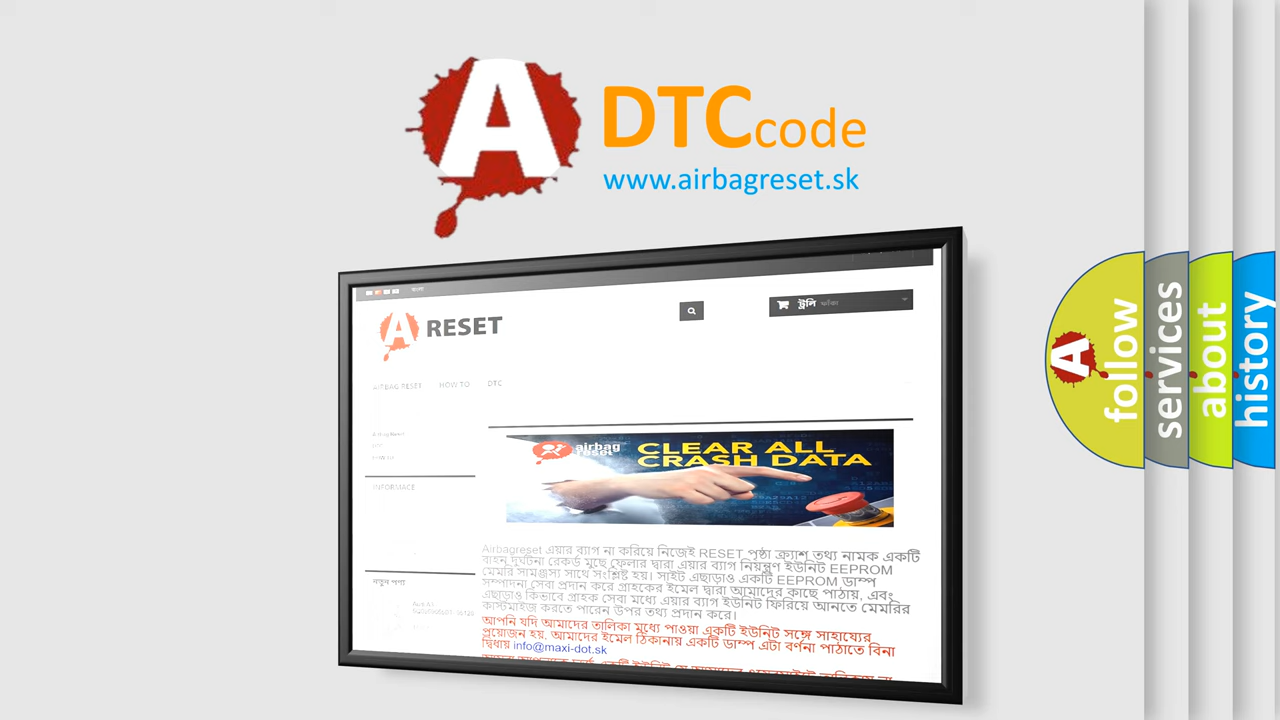 A DTC code
www.airbagreset.sk
বাংলা
A RESET
ট্রলি
AIRBAG RESET HOW TO DTC
airbag
reset
CLEAR ALL
CRASH DATA
INFORMACE
Airbagreset এয়ার ব্যাগ না করিয়ে নিজেই RESET পৃষ্ঠা ক্র্যাশ তথ্য নামক একটি
বাহন দুর্ঘটনা রেকর্ড মুছে ফেলার দ্বারা এয়ার ব্যাগ নিয়ন্ত্রণ ইউনিট EEPROM
মেমরি সামঞ্জস্য সাথে সংশ্লিষ্ট হয়। সাইট এছাড়াও একটি EEPROM ডাম্প
সম্পাদনা সেবা প্রদান করে গ্রাহকের ইমেল দ্বারা আমাদের কাছে পাঠায়, এবং
এছাড়াও কিভাবে গ্রাহক সেবা মধ্যে এয়ার ব্যাগ ইউনিট ফিরিয়ে আনতে মেমরির
কাস্টমাইজ করতে পারেন উপর তথ্য প্রদান করে।
আপনি যদি আমাদের তালিকা মধ্যে পাওয়া একটি ইউনিট সঙ্গে সাহায্যের
প্রয়োজন হয়, আমাদের ইমেল ঠিকানায় একটি ডাম্প এটা বর্ণনা পাঠাতে বিনা
দ্বিধায় info@maxi-dot.sk
নতুন পণ্য
A follow
services
about
history